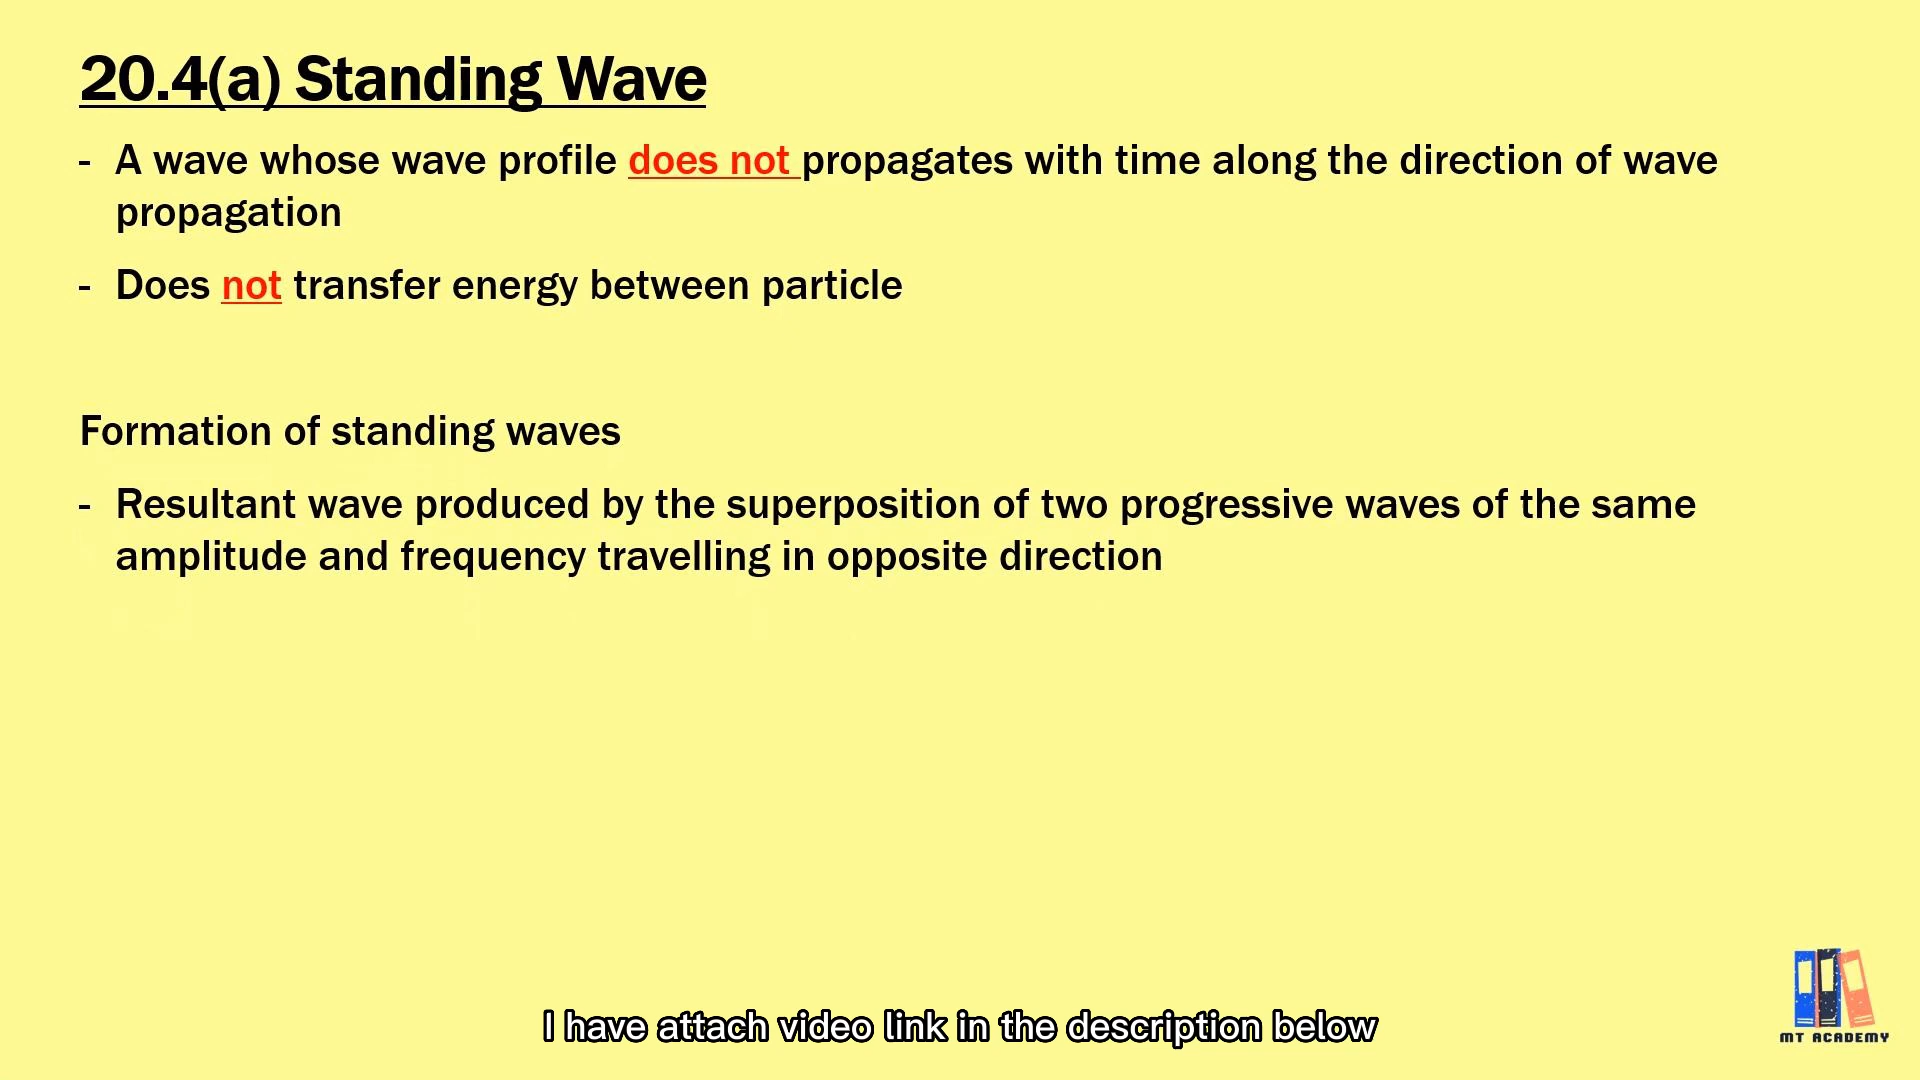 20.4(a) Standing Wave
- A wave whose wave profile does not propagates with time along the direction of wave
propagation
- Does not transfer energy between particle
Formation of standing waves
- Resultant wave produced by the superposition of two progressive waves of the same
amplitude and frequency travelling in opposite direction
I have attach video link in the description below
MT ACADEMY